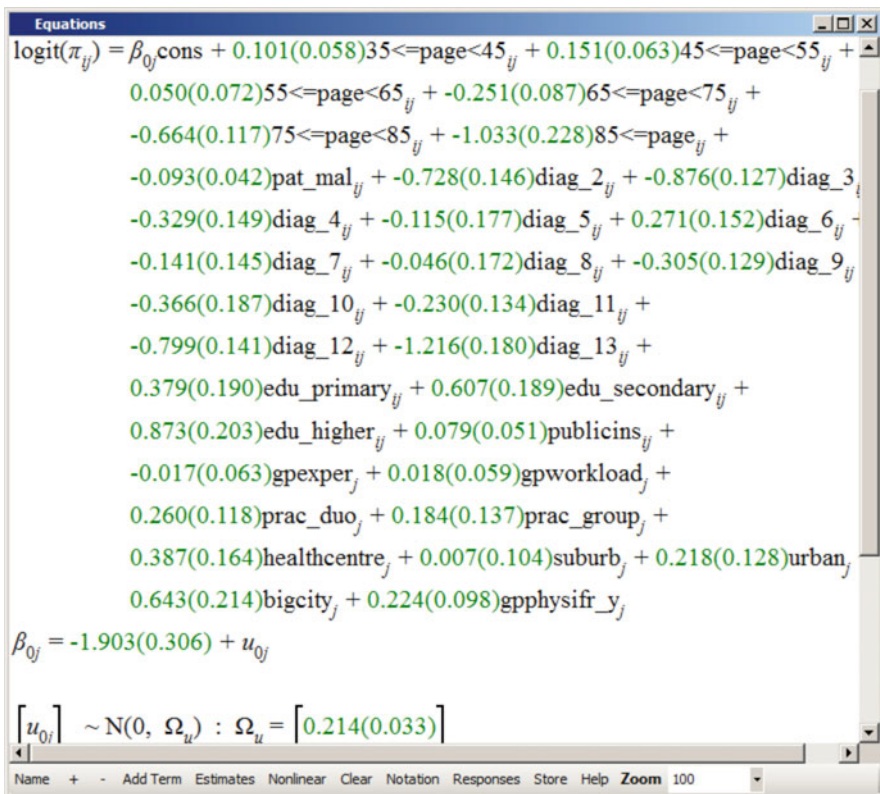 Equations
logit(π_ij) = β_0jcons + 0.101(0.058)35<=page<45_ij + 0.151(0.063)45<=page<55_ij +
0.050(0.072)55<=page<65_ij + -0.251(0.087)65<=page<75_ij +
-0.664(0.117)75<=page<85_ij + -1.033(0.228)85<=page_ij +
-0.093(0.042)pat_mal_ij + -0.728(0.146)diag_2_ij + -0.876(0.127)diag_3_i
-0.329(0.149)diag_4_ij + -0.115(0.177)diag_5_ij + 0.271(0.152)diag_6_ij +
-0.141(0.145)diag_7_ij + -0.046(0.172)diag_8_ij + -0.305(0.129)diag_9_ij
-0.366(0.187)diag_10_ij + -0.230(0.134)diag_11_ij +
-0.799(0.141)diag_12_ij + -1.216(0.180)diag_13_ij +
0.379(0.190)edu_primary_ij + 0.607(0.189)edu_secondary_ij +
0.873(0.203)edu_higher_ij + 0.079(0.051)publicins_ij +
-0.017(0.063)gpexper_j + 0.018(0.059)gpworkload_j +
0.260(0.118)prac_duo_j + 0.184(0.137)prac_group_j +
0.387(0.164)healthcentre_j + 0.007(0.104)suburb_j + 0.218(0.128)urban_j
0.643(0.214)bigcity_j + 0.224(0.098)gpphysifr_y_j
β_0j = -1.903(0.306) + u_0j
[u_0j] ~ N(0, Ω_u) : Ω_u = [0.214(0.033)]
Name + - Add Term Estimates Nonlinear Clear Notation Responses Store Help Zoom 100